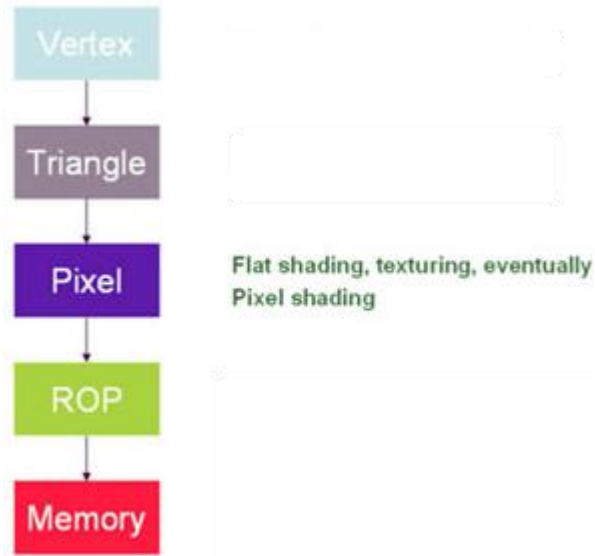 Vertex
Triangle
Pixel
Flat shading, texturing, eventually
Pixel shading
ROP
Memory